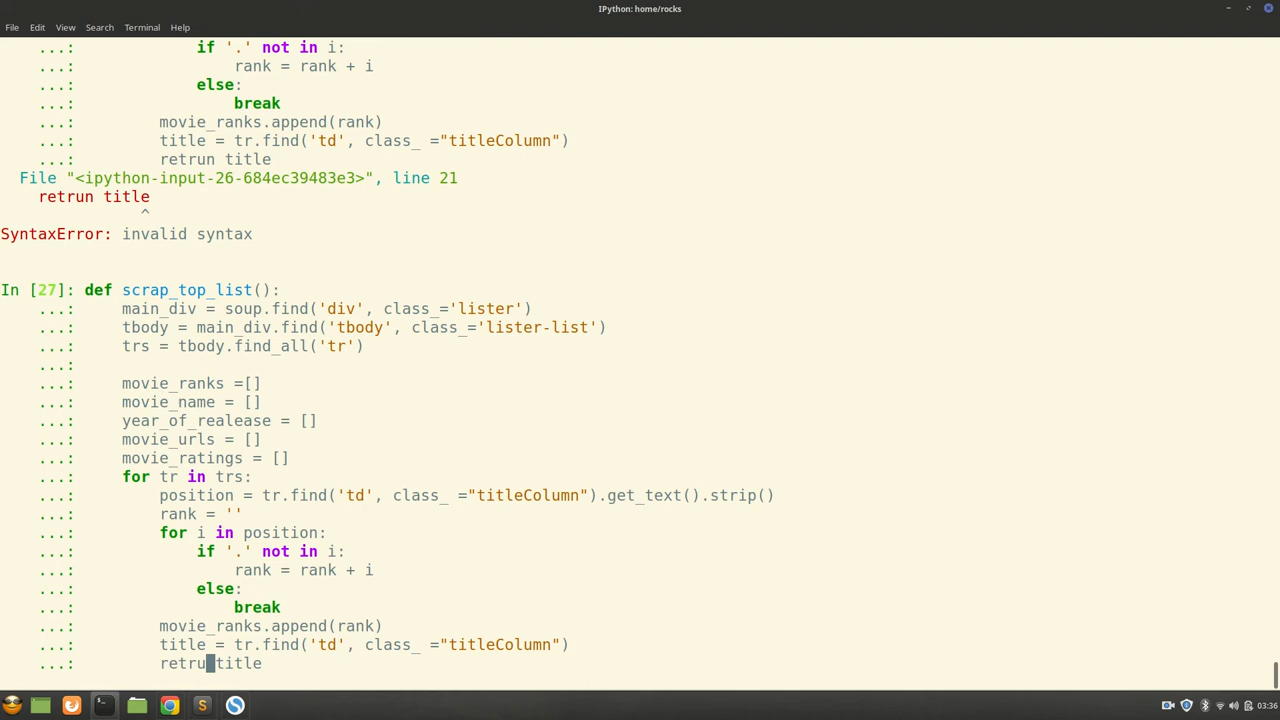 IPython: home/rocks
File Edit View Search Terminal Help
...: if '.' not in i:
...: rank = rank + i
...: else:
...: break
...: movie_ranks.append(rank)
...: title = tr.find('td', class_ ="titleColumn")
...: retrun title
File "<ipython-input-26-684ec39483e3>", line 21
retrun title
^
SyntaxError: invalid syntax
In [27]: def scrap_top_list():
...: main_div = soup.find('div', class_='lister')
...: tbody = main_div.find('tbody', class_='lister-list')
...: trs = tbody.find_all('tr')
...:
...: movie_ranks =[]
...: movie_name = []
...: year_of_realease = []
...: movie_urls = []
...: movie_ratings = []
...: for tr in trs:
...: position = tr.find('td', class_ ="titleColumn").get_text().strip()
...: rank = ''
...: for i in position:
...: if '.' not in i:
...: rank = rank + i
...: else:
...: break
...: movie_ranks.append(rank)
...: title = tr.find('td', class_ ="titleColumn")
...: retru title
03:36